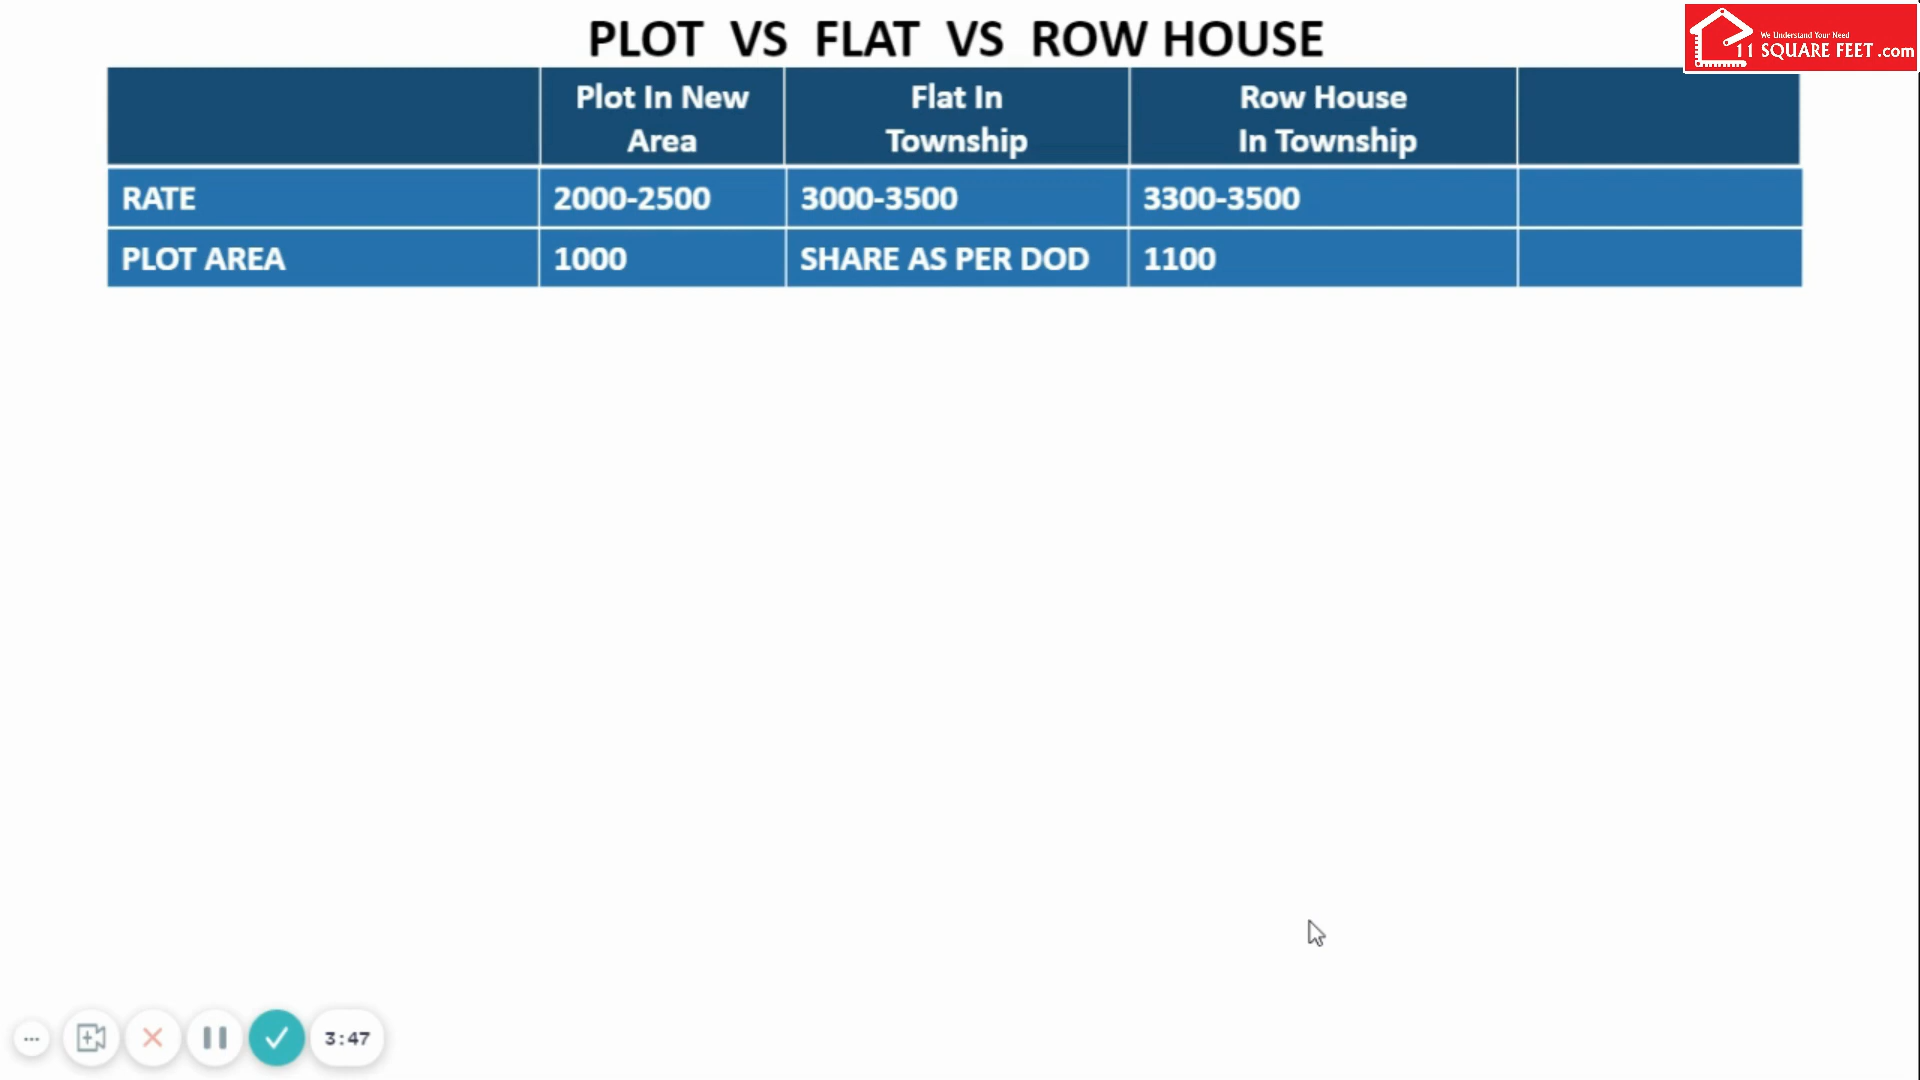 PLOT VS FLAT VS ROW HOUSE
We Understand Your Need
11 SQUARE FEET .com
Plot In New
Area
Flat In
Township
Row House
In Township
RATE 2000-2500 3000-3500 3300-3500
PLOT AREA 1000 SHARE AS PER DOD 1100
3:47